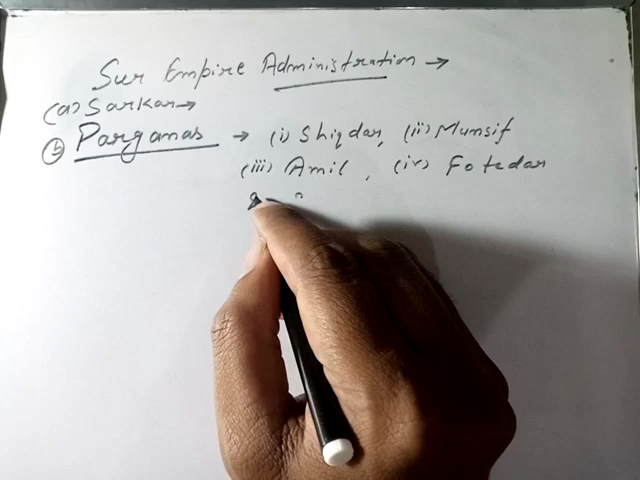 Sur Empire Administration →
(a) Sarkar →
(b) Parganas → (i) Shiqdar, (ii) Munsif
(iii) Amil, (iv) Fotedar